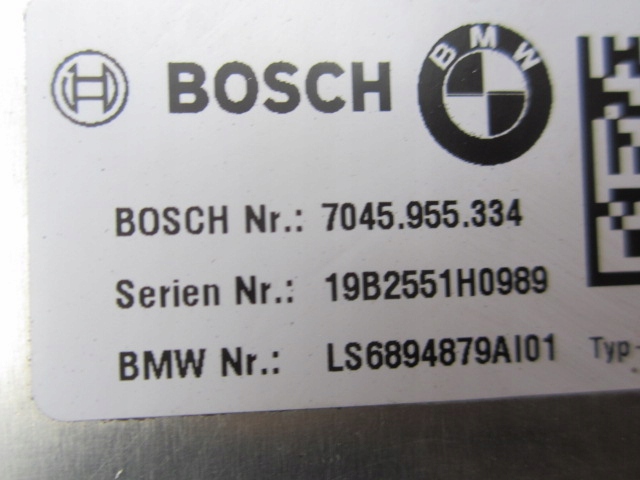 BOSCH BMW
BOSCH Nr.: 7045.955.334
Serien Nr.: 19B2551H0989
BMW Nr.: LS6894879AI01 Typ-